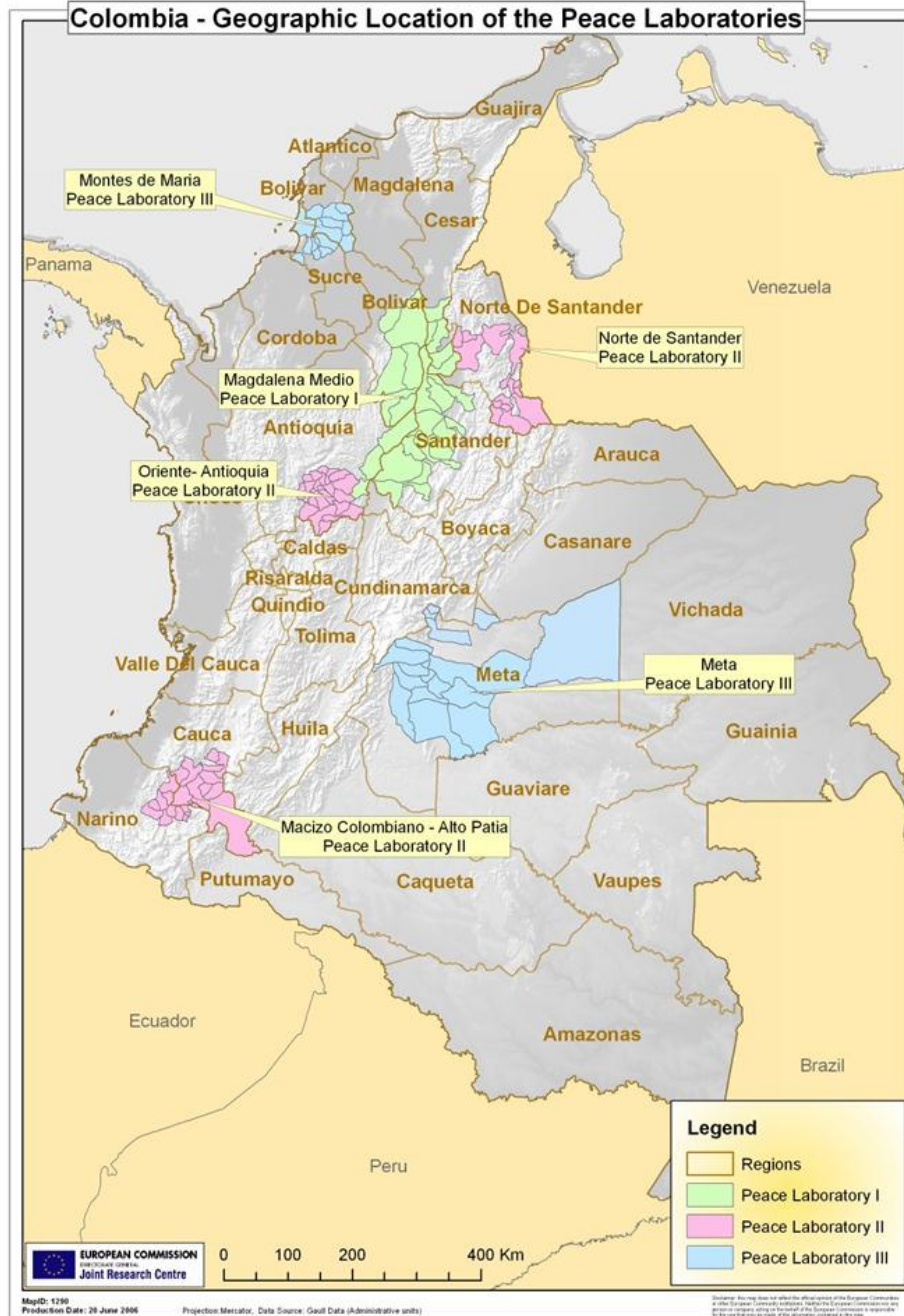 Colombia - Geographic Location of the Peace Laboratories
Guajira
Atlantico
Montes de Maria
Peace Laboratory III
Bolivar
Magdalena
Cesar
Panama
Sucre
Bolivar
Norte De Santander
Venezuela
Cordoba
Norte de Santander
Peace Laboratory II
Magdalena Medio
Peace Laboratory I
Antioquia
Santander
Arauca
Oriente- Antioquia
Peace Laboratory II
Boyaca
Casanare
Caldas
Risaralda
Cundinamarca
Quindio
Vichada
Tolima
Valle Del Cauca
Meta
Meta
Peace Laboratory III
Cauca
Huila
Guainia
Guaviare
Narino
Macizo Colombiano - Alto Patia
Peace Laboratory II
Putumayo
Caqueta
Vaupes
Ecuador
Amazonas
Brazil
Peru
Legend
Regions
Peace Laboratory I
Peace Laboratory II
Peace Laboratory III
EUROPEAN COMMISSION
DIRECTORATE GENERAL
Joint Research Centre
0 100 200 400 Km
MapID: 1290
Production Date: 20 June 2006
Projection:Mercator, Data Source: Gaul Data (Administrative units)